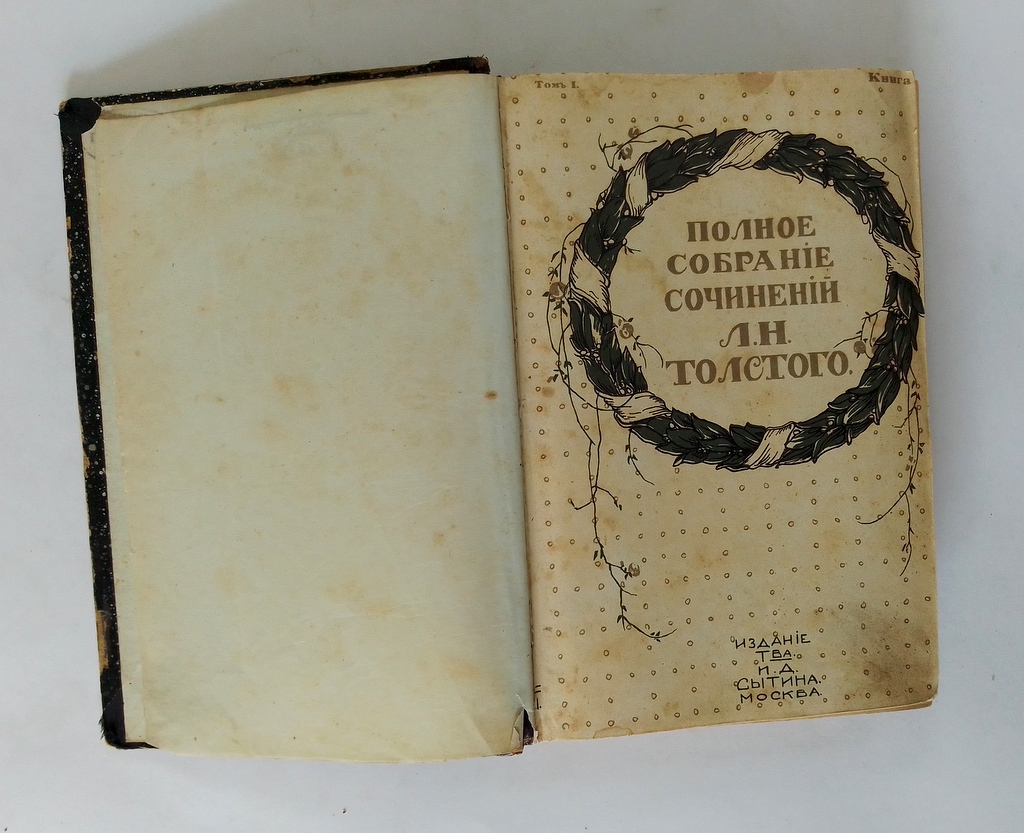 Томъ I.
Книга
ПОЛНОЕ
СОБРАНІЕ
СОЧИНЕНІЙ
Л.Н.
ТОЛСТОГО.
ИЗДАНІЕ
Т-ВА.
И. Д.
СЫТИНА.
МОСКВА.